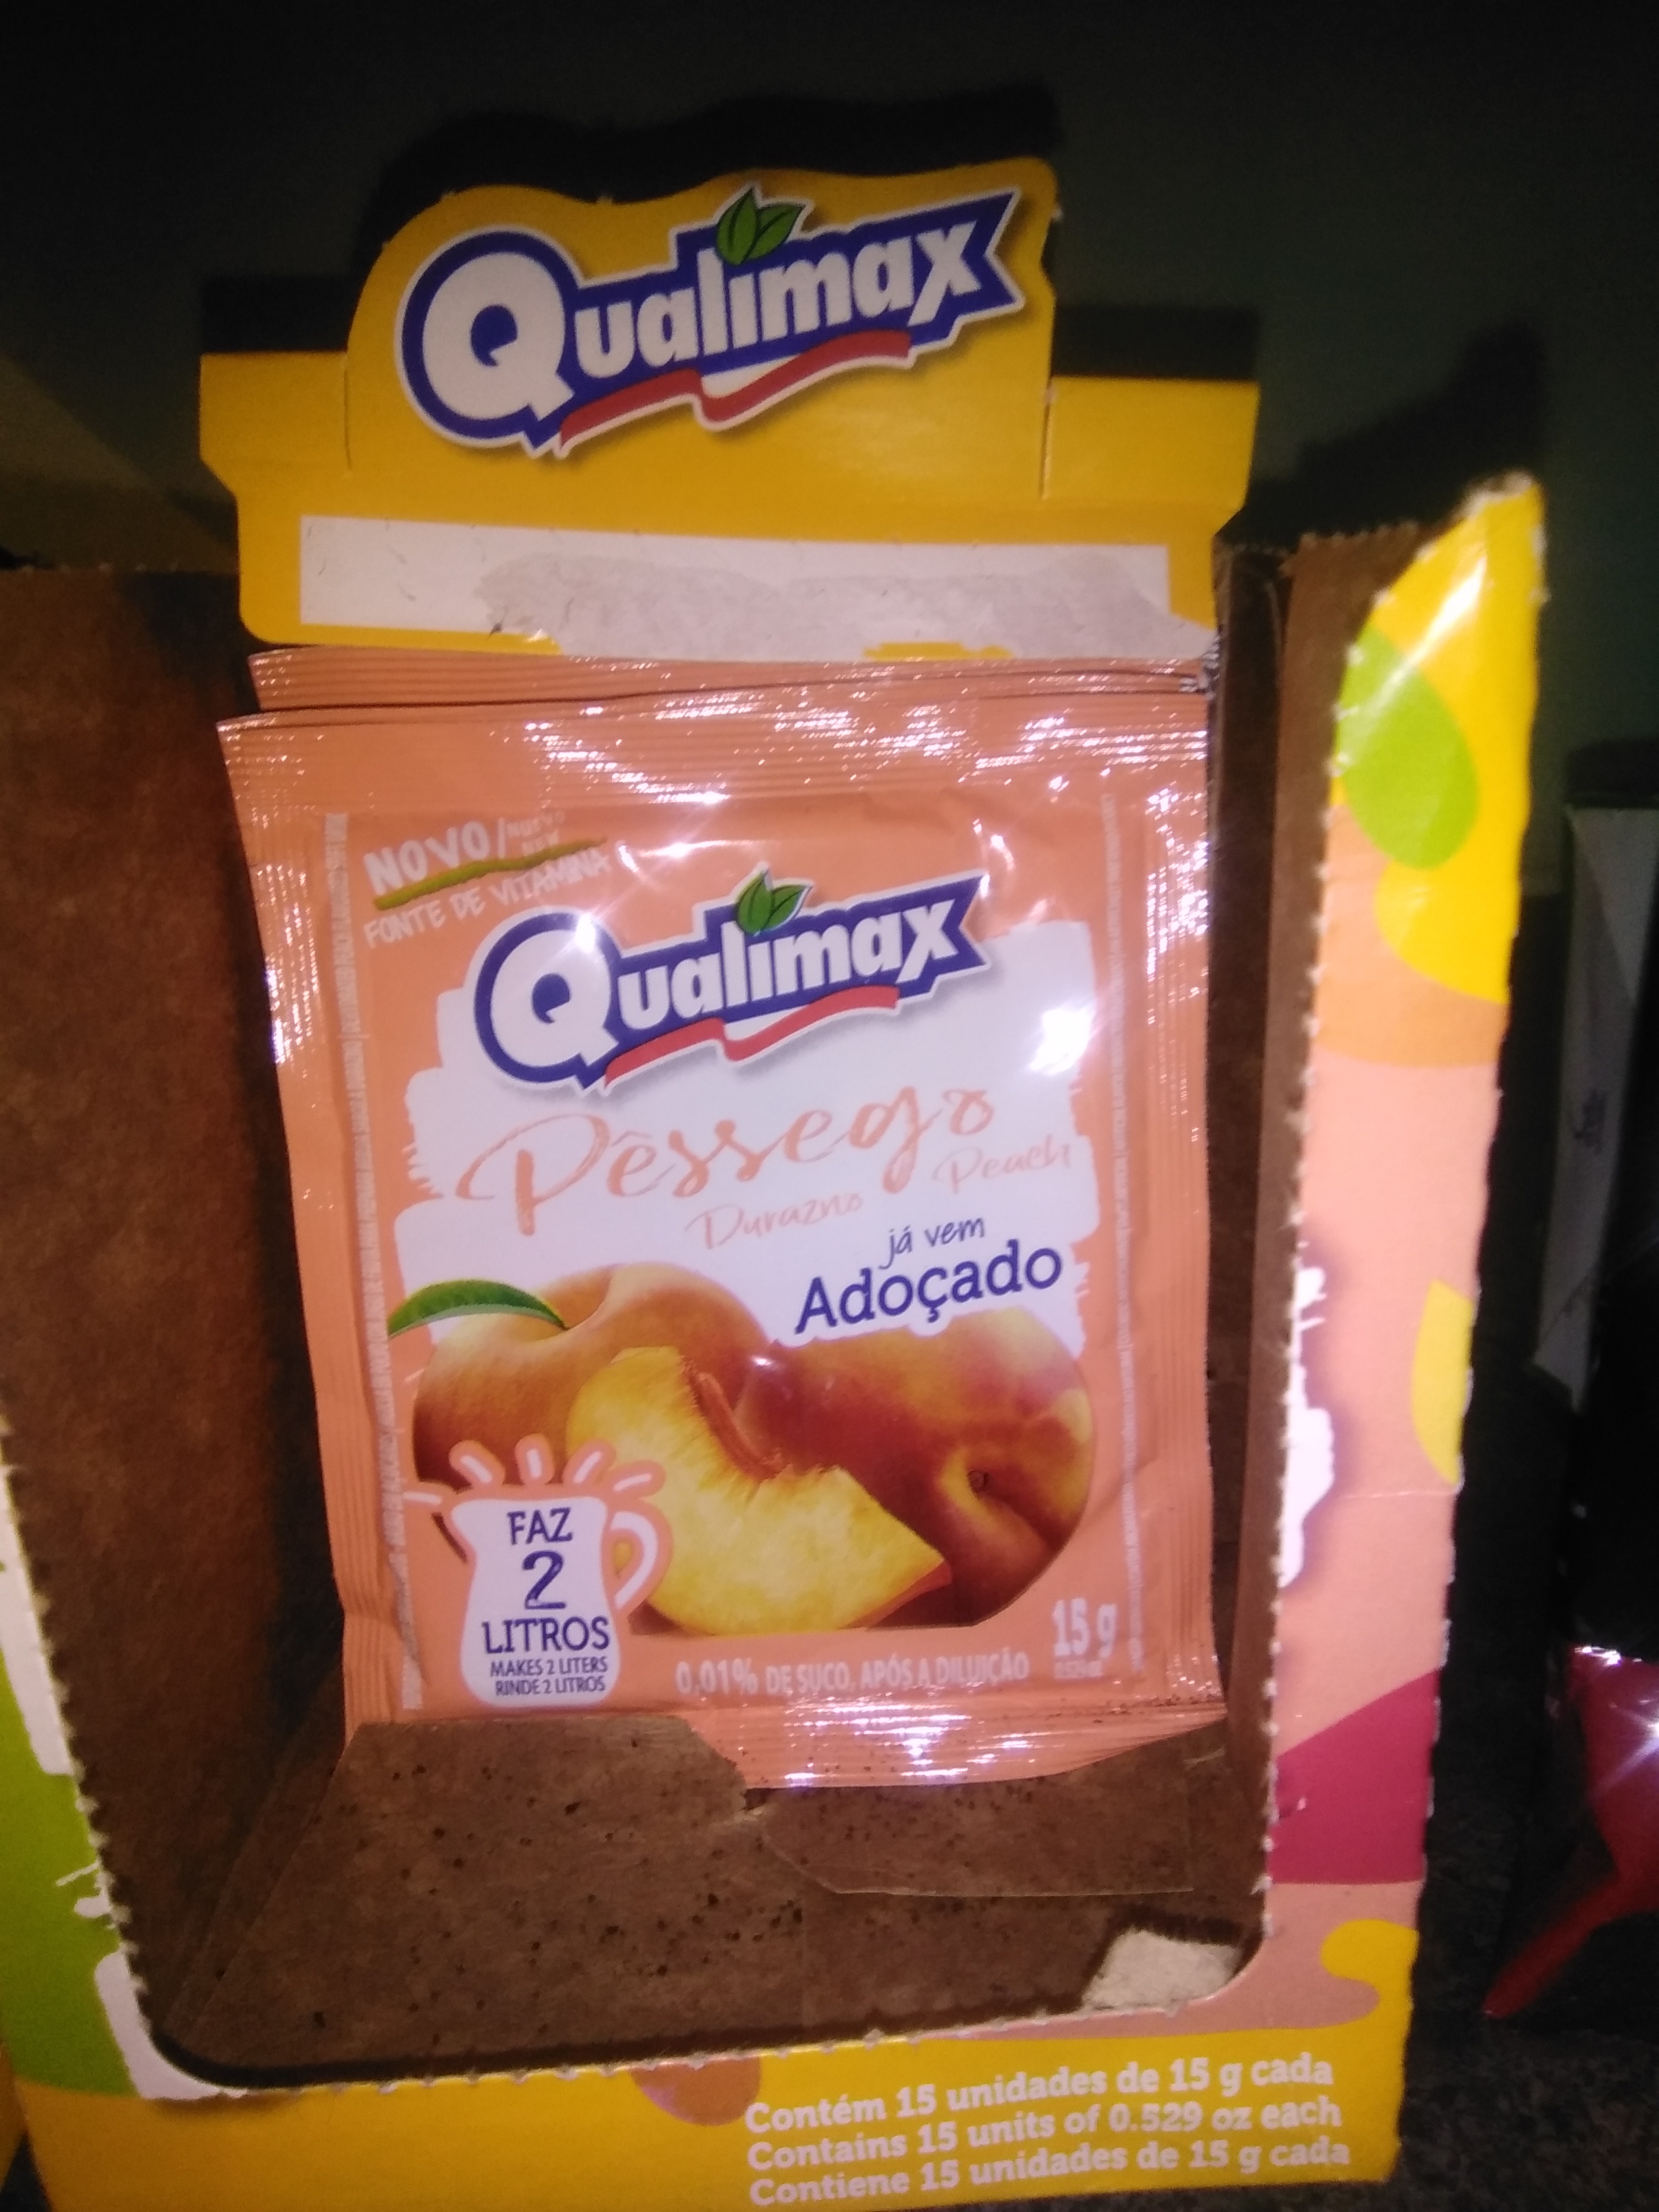 Qualimax
NOVO/NUEVO
NEW
FONTE DE VITAMINA
Qualimax
Pêssego
Durazno
Peach
já vem
Adoçado
FAZ
2
LITROS
MAKES 2 LITERS
RINDE 2 LITROS
0,01% DE SUCO, APÓS A DILUIÇÃO
15 g
Contém 15 unidades de 15 g cada
Contains 15 units of 0.529 oz each
Contiene 15 unidades de 15 g cada